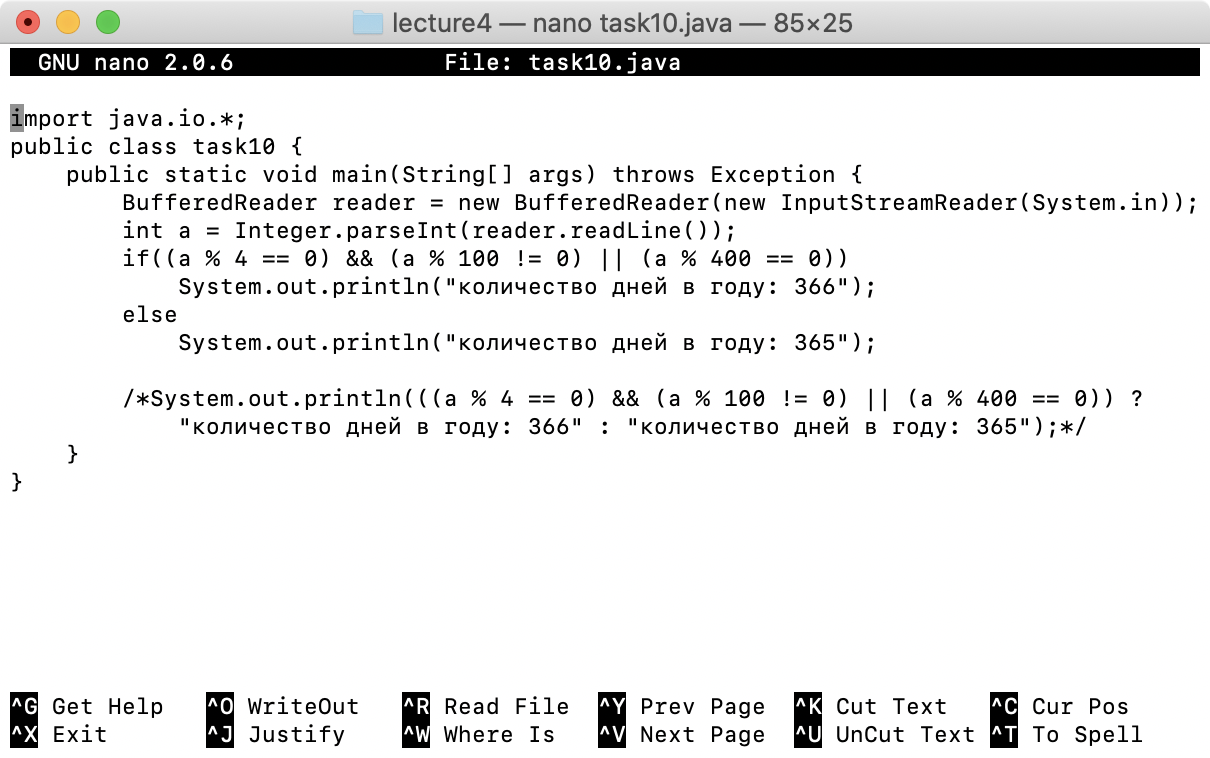 lecture4 — nano task10.java — 85×25
GNU nano 2.0.6 File: task10.java
import java.io.*;
public class task10 {
    public static void main(String[] args) throws Exception {
        BufferedReader reader = new BufferedReader(new InputStreamReader(System.in));
        int a = Integer.parseInt(reader.readLine());
        if((a % 4 == 0) && (a % 100 != 0) || (a % 400 == 0))
            System.out.println("количество дней в году: 366");
        else
            System.out.println("количество дней в году: 365");
        /*System.out.println(((a % 4 == 0) && (a % 100 != 0) || (a % 400 == 0)) ?
            "количество дней в году: 366" : "количество дней в году: 365");*/
    }
}
^G Get Help ^O WriteOut ^R Read File ^Y Prev Page ^K Cut Text ^C Cur Pos
^X Exit ^J Justify ^W Where Is ^V Next Page ^U UnCut Text ^T To Spell